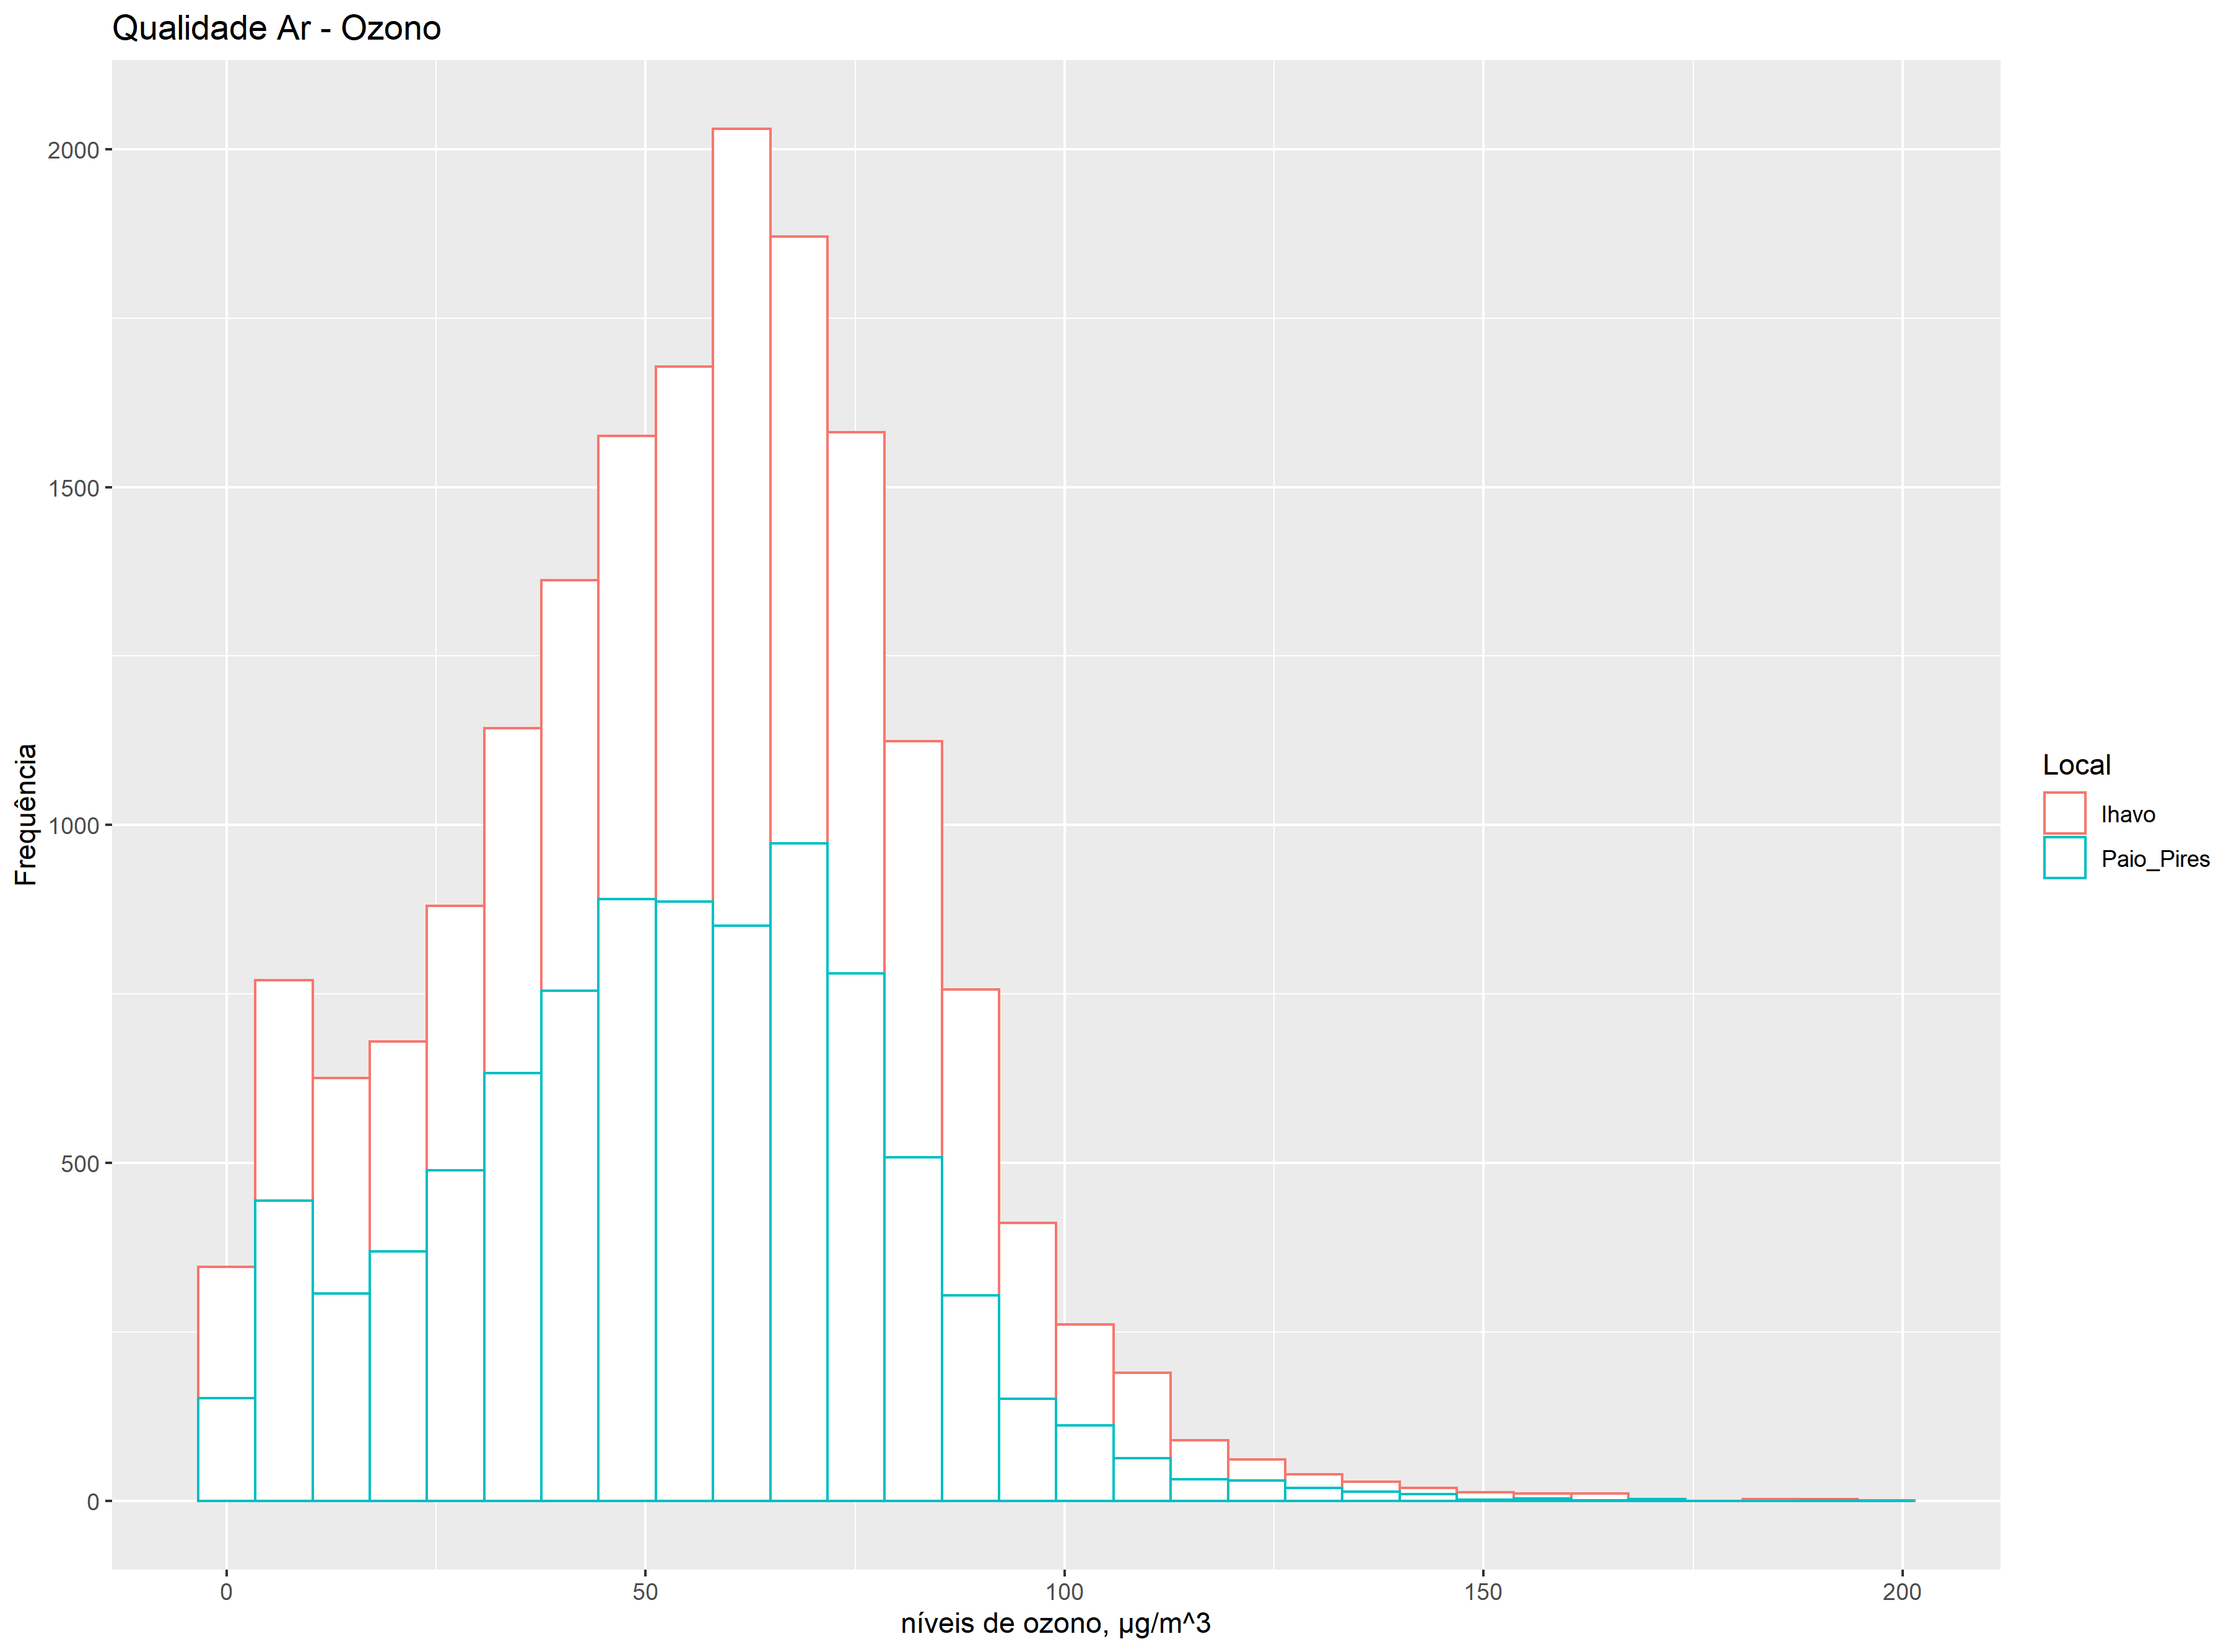 Qualidade Ar - Ozono
2000
1500
1000
500
0
Frequência
0 50 100 150 200
níveis de ozono, µg/m^3
Local
Ihavo
Paio_Pires